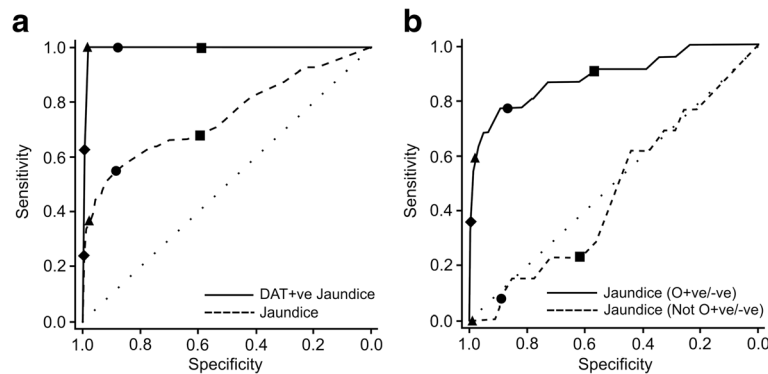 a
1.0
0.8
0.6
0.4
0.2
0.0
Sensitivity
DAT+ve Jaundice
Jaundice
1.0 0.8 0.6 0.4 0.2 0.0
Specificity
b
1.0
0.8
0.6
0.4
0.2
0.0
Sensitivity
Jaundice (O+ve/-ve)
Jaundice (Not O+ve/-ve)
1.0 0.8 0.6 0.4 0.2 0.0
Specificity